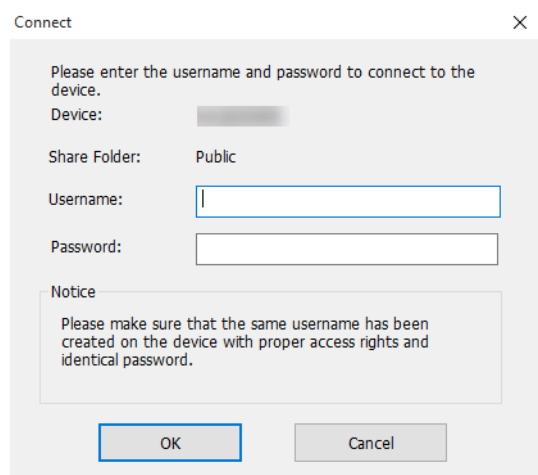 Connect
Please enter the username and password to connect to the
device.
Device:
Share Folder: Public
Username:
Password:
Notice
Please make sure that the same username has been
created on the device with proper access rights and
identical password.
OK Cancel